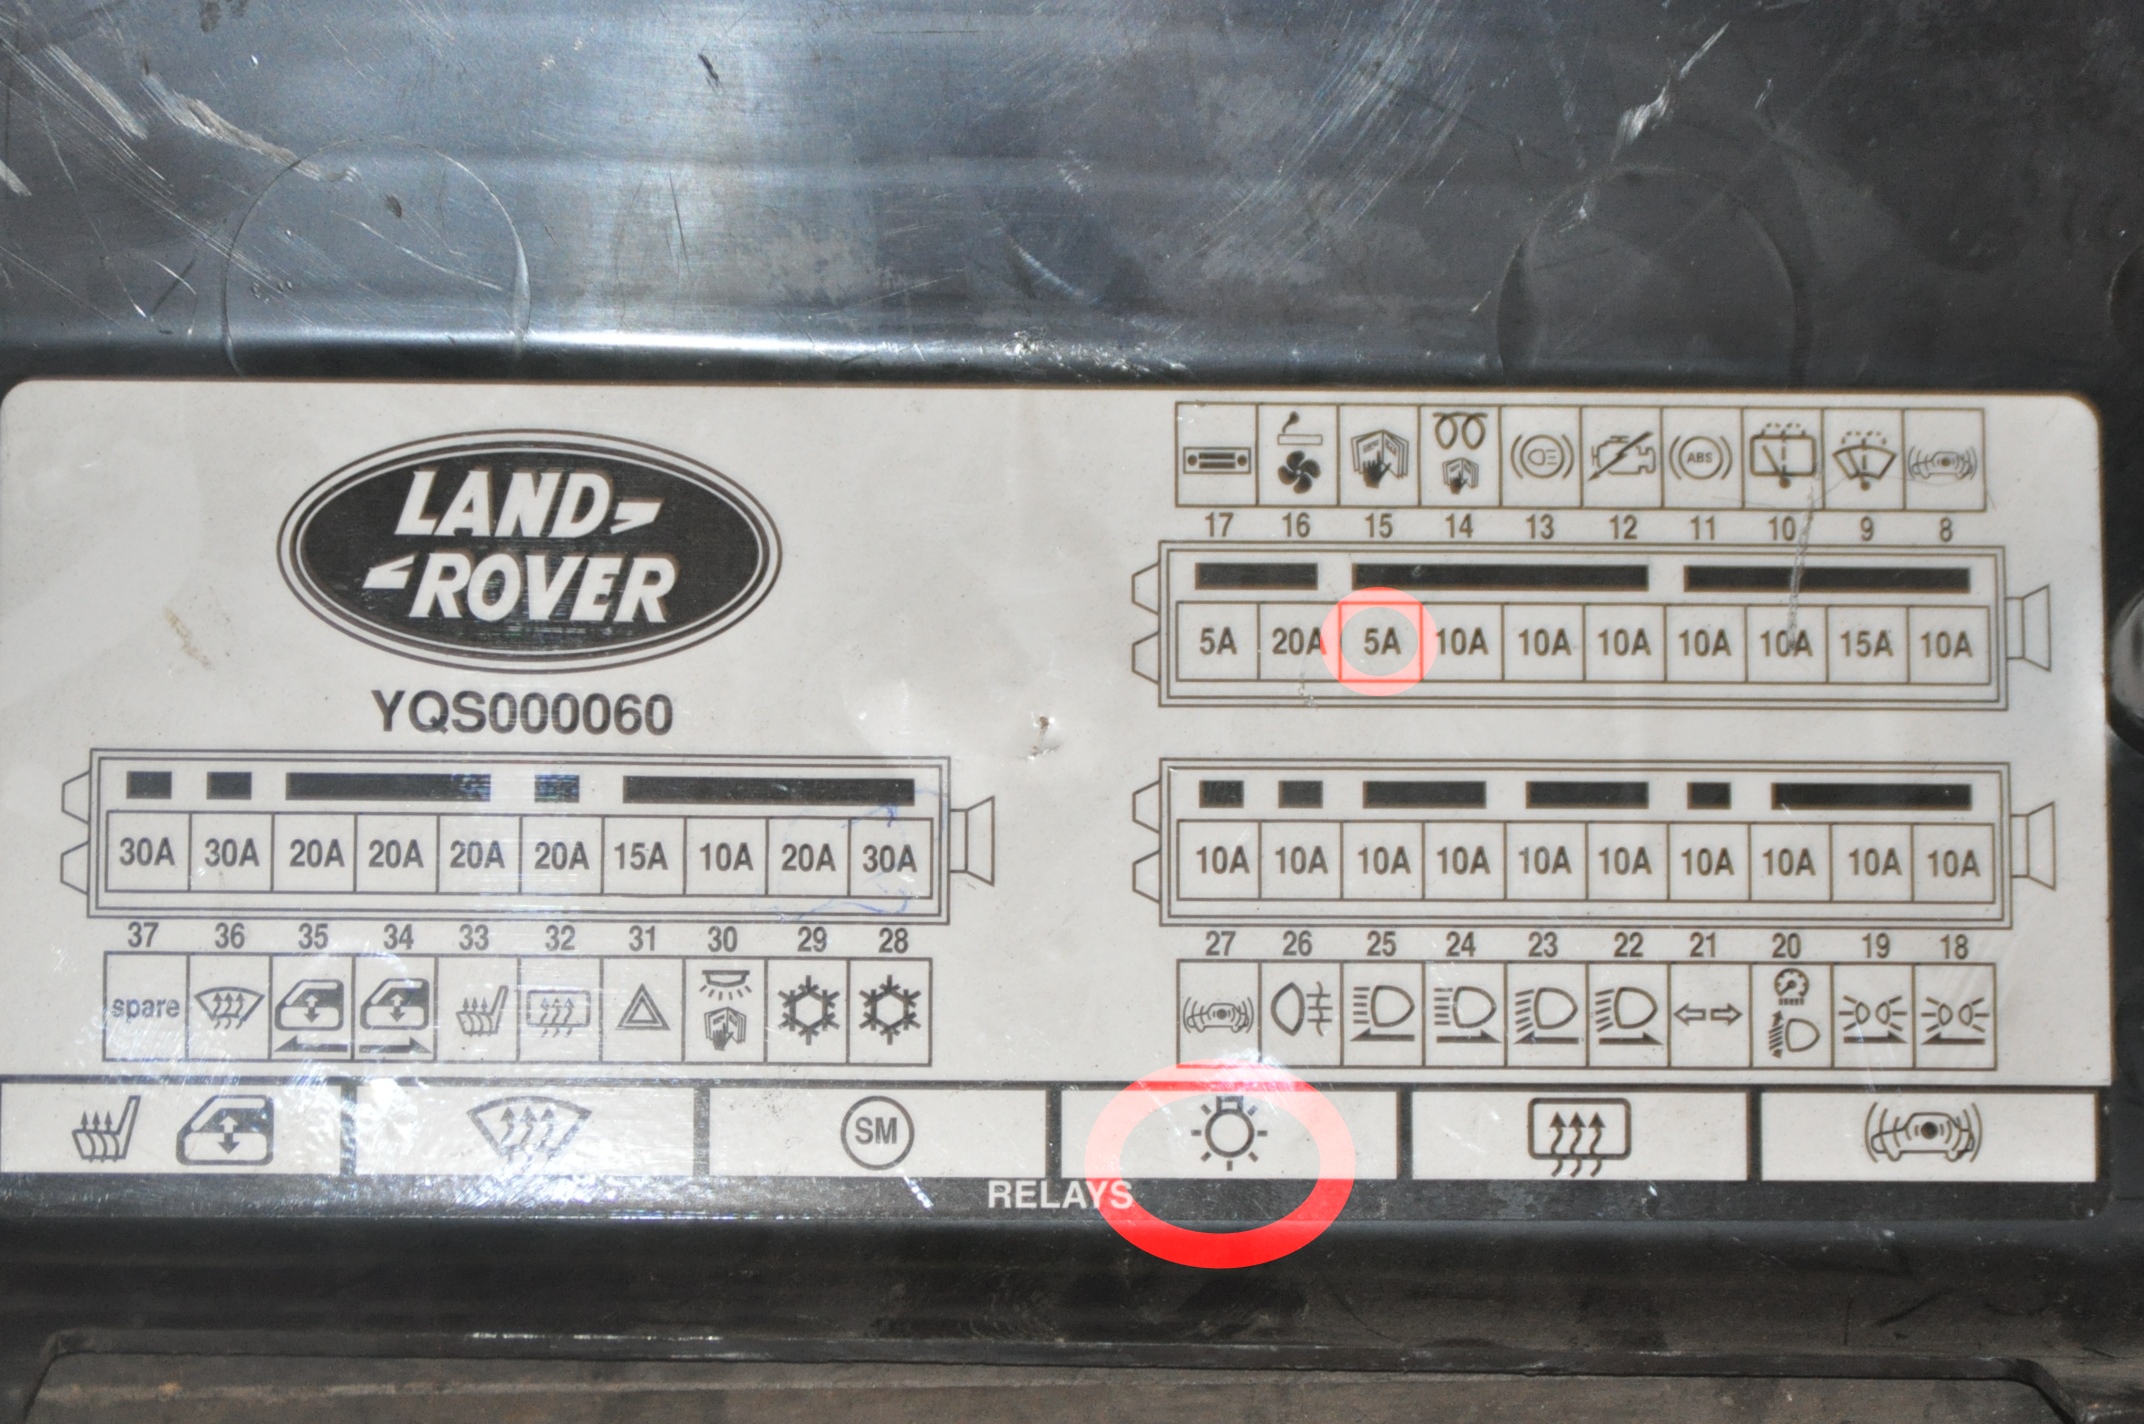 LAND
ROVER
YQS000060
ABS
17 16 15 14 13 12 11 10 9 8
5A 20A 5A 10A 10A 10A 10A 10A 15A 10A
30A 30A 20A 20A 20A 20A 15A 10A 20A 30A
37 36 35 34 33 32 31 30 29 28
spare
10A 10A 10A 10A 10A 10A 10A 10A 10A 10A
27 26 25 24 23 22 21 20 19 18
SM
RELAYS